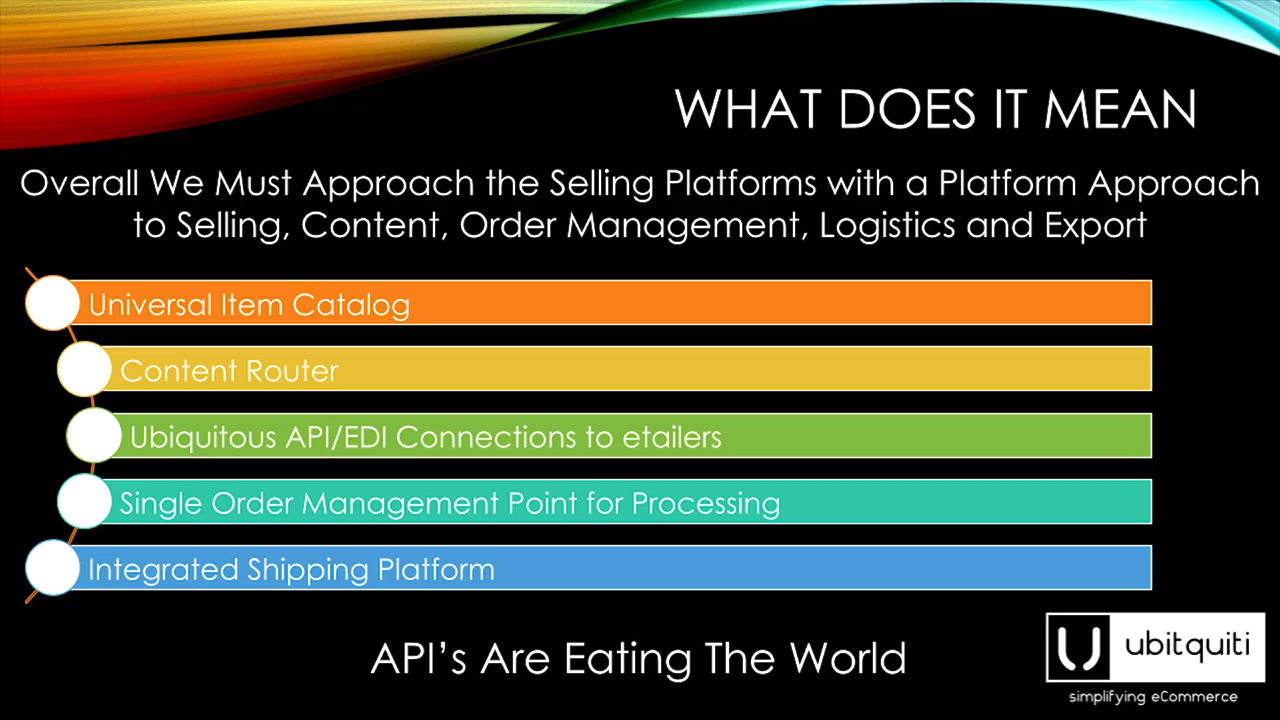 WHAT DOES IT MEAN
Overall We Must Approach the Selling Platforms with a Platform Approach
to Selling, Content, Order Management, Logistics and Export
Universal Item Catalog
Content Router
Ubiquitous API/EDI Connections to etailers
Single Order Management Point for Processing
Integrated Shipping Platform
API's Are Eating The World
ubitquiti
simplifying eCommerce